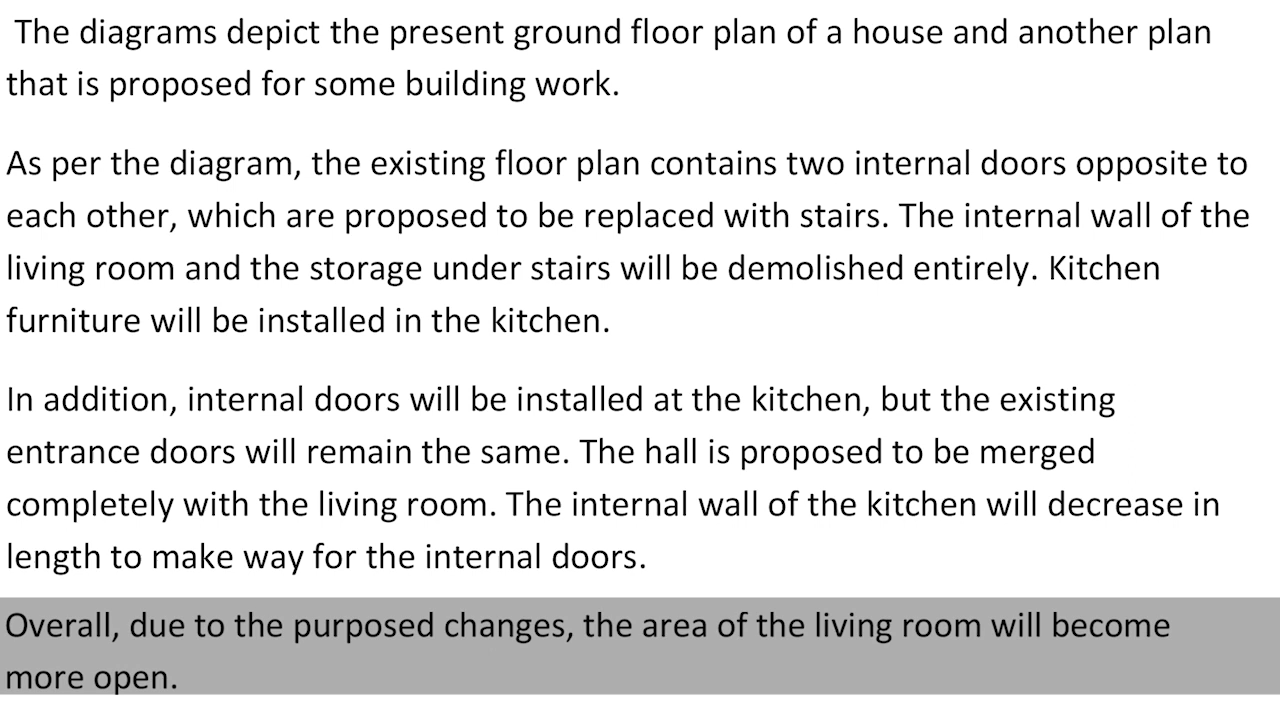 The diagrams depict the present ground floor plan of a house and another plan
that is proposed for some building work.
As per the diagram, the existing floor plan contains two internal doors opposite to
each other, which are proposed to be replaced with stairs. The internal wall of the
living room and the storage under stairs will be demolished entirely. Kitchen
furniture will be installed in the kitchen.
In addition, internal doors will be installed at the kitchen, but the existing
entrance doors will remain the same. The hall is proposed to be merged
completely with the living room. The internal wall of the kitchen will decrease in
length to make way for the internal doors.
Overall, due to the purposed changes, the area of the living room will become
more open.